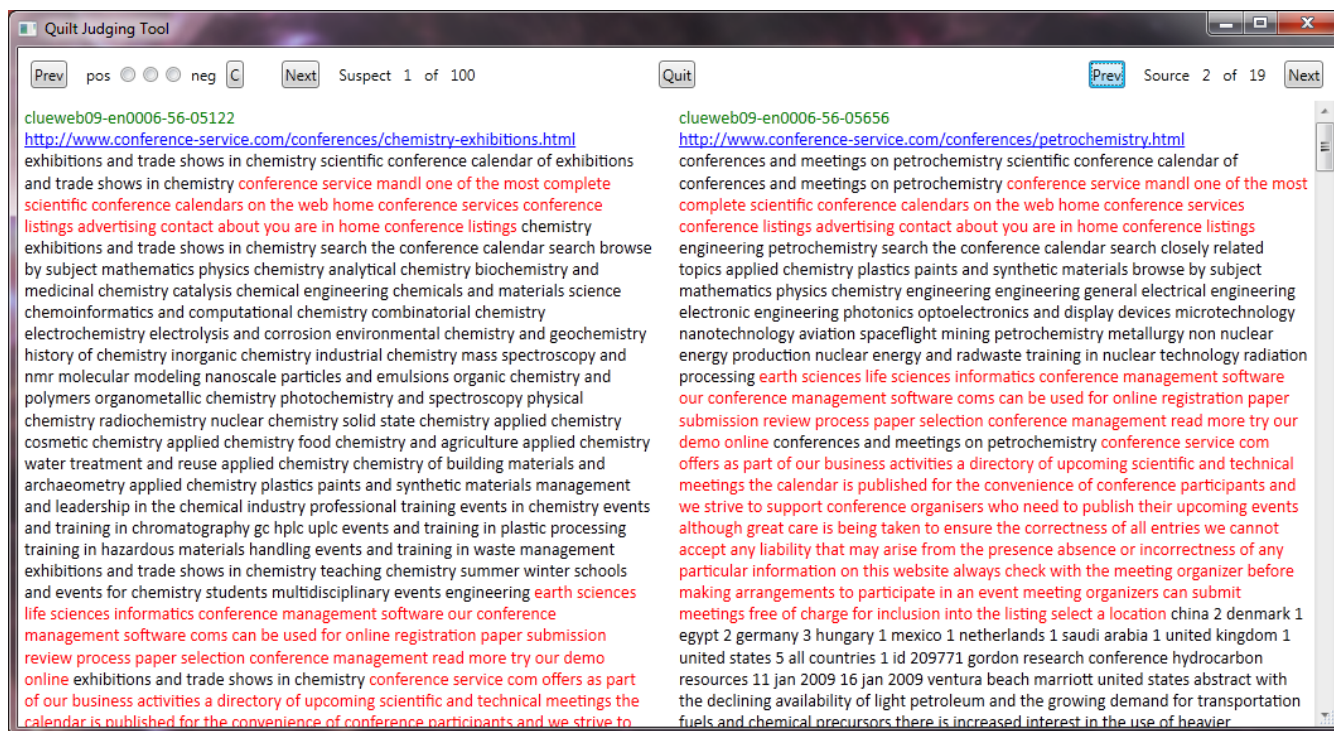 Quilt Judging Tool
Prev pos neg C Next Suspect 1 of 100 Quit Prev Source 2 of 19 Next
clueweb09-en0006-56-05122
http://www.conference-service.com/conferences/chemistry-exhibitions.html
exhibitions and trade shows in chemistry scientific conference calendar of exhibitions
and trade shows in chemistry conference service mandl one of the most complete
scientific conference calendars on the web home conference services conference
listings advertising contact about you are in home conference listings chemistry
exhibitions and trade shows in chemistry search the conference calendar search browse
by subject mathematics physics chemistry analytical chemistry biochemistry and
medicinal chemistry catalysis chemical engineering chemicals and materials science
chemoinformatics and computational chemistry combinatorial chemistry
electrochemistry electrolysis and corrosion environmental chemistry and geochemistry
history of chemistry inorganic chemistry industrial chemistry mass spectroscopy and
nmr molecular modeling nanoscale particles and emulsions organic chemistry and
polymers organometallic chemistry photochemistry and spectroscopy physical
chemistry radiochemistry nuclear chemistry solid state chemistry applied chemistry
cosmetic chemistry applied chemistry food chemistry and agriculture applied chemistry
water treatment and reuse applied chemistry chemistry of building materials and
archaeometry applied chemistry plastics paints and synthetic materials management
and leadership in the chemical industry professional training events in chemistry events
and training in chromatography gc hplc uplc events and training in plastic processing
training in hazardous materials handling events and training in waste management
exhibitions and trade shows in chemistry teaching chemistry summer winter schools
and events for chemistry students multidisciplinary events engineering earth sciences
life sciences informatics conference management software our conference
management software coms can be used for online registration paper submission
review process paper selection conference management read more try our demo
online exhibitions and trade shows in chemistry conference service com offers as part
of our business activities a directory of upcoming scientific and technical meetings the
calendar is published for the convenience of conference participants and we strive to
clueweb09-en0006-56-05656
http://www.conference-service.com/conferences/petrochemistry.html
conferences and meetings on petrochemistry scientific conference calendar of
conferences and meetings on petrochemistry conference service mandl one of the most
complete scientific conference calendars on the web home conference services
conference listings advertising contact about you are in home conference listings
engineering petrochemistry search the conference calendar search closely related
topics applied chemistry plastics paints and synthetic materials browse by subject
mathematics physics chemistry engineering engineering general electrical engineering
electronic engineering photonics optoelectronics and display devices microtechnology
nanotechnology aviation spaceflight mining petrochemistry metallurgy non nuclear
energy production nuclear energy and radwaste training in nuclear technology radiation
processing earth sciences life sciences informatics conference management software
our conference management software coms can be used for online registration paper
submission review process paper selection conference management read more try our
demo online conferences and meetings on petrochemistry conference service com
offers as part of our business activities a directory of upcoming scientific and technical
meetings the calendar is published for the convenience of conference participants and
we strive to support conference organisers who need to publish their upcoming events
although great care is being taken to ensure the correctness of all entries we cannot
accept any liability that may arise from the presence absence or incorrectness of any
particular information on this website always check with the meeting organizer before
making arrangements to participate in an event meeting organizers can submit
meetings free of charge for inclusion into the listing select a location china 2 denmark 1
egypt 2 germany 3 hungary 1 mexico 1 netherlands 1 saudi arabia 1 united kingdom 1
united states 5 all countries 1 id 209771 gordon research conference hydrocarbon
resources 11 jan 2009 16 jan 2009 ventura beach marriott united states abstract with
the declining availability of light petroleum and the growing demand for transportation
fuels and chemical precursors there is increased interest in the use of heavier